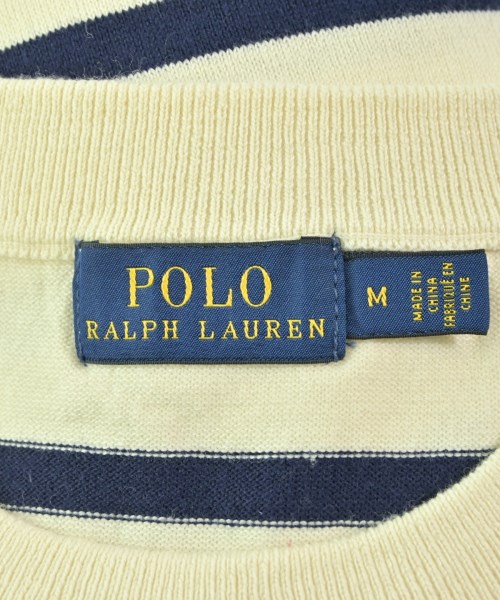 POLO
RALPH LAUREN
M
MADE IN
CHINA
FABRIQUÉ EN
CHINE